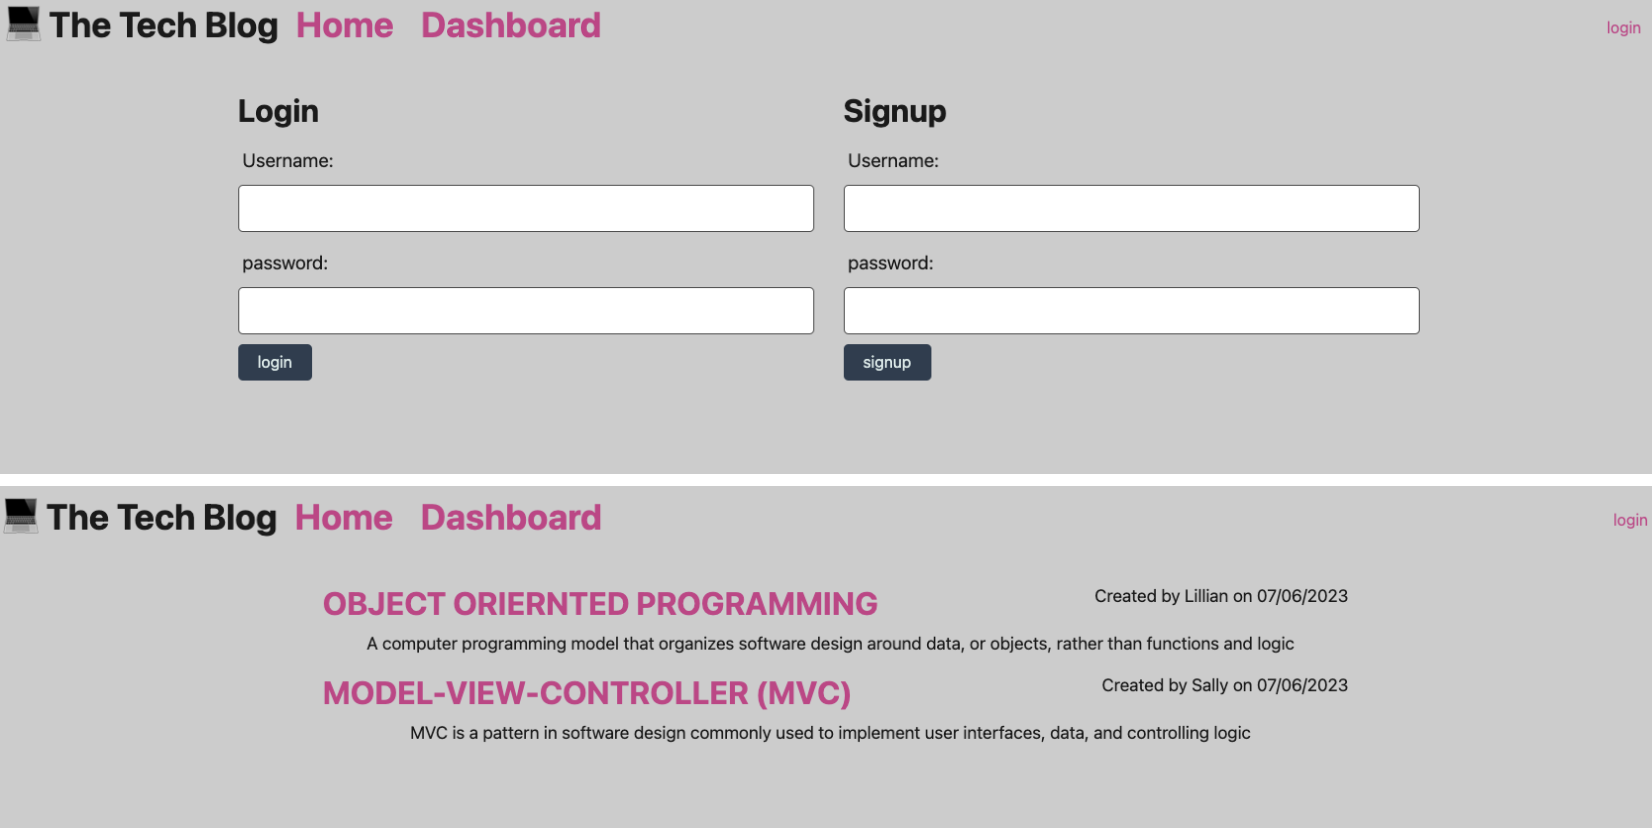 The Tech Blog Home Dashboard login
Login Signup
Username: Username:
password: password:
login signup
The Tech Blog Home Dashboard login
OBJECT ORIERNTED PROGRAMMING Created by Lillian on 07/06/2023
A computer programming model that organizes software design around data, or objects, rather than functions and logic
MODEL-VIEW-CONTROLLER (MVC) Created by Sally on 07/06/2023
MVC is a pattern in software design commonly used to implement user interfaces, data, and controlling logic